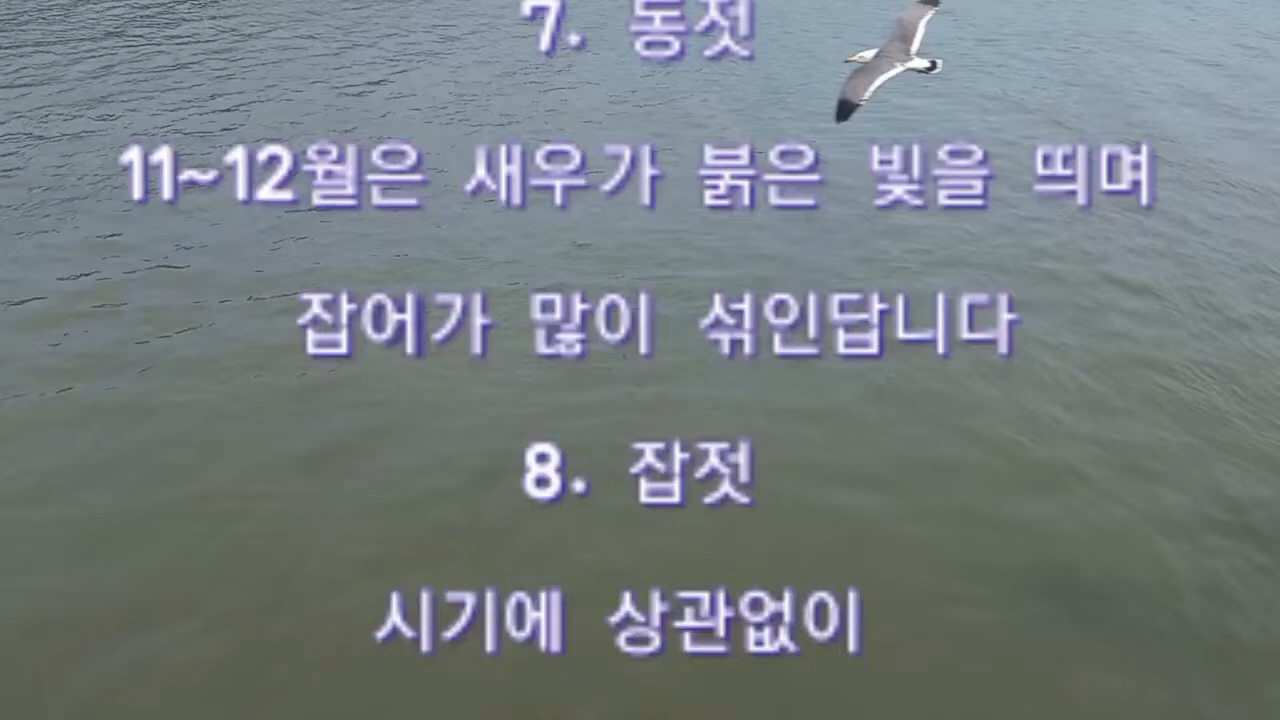 7. 동젓
11~12월은 새우가 붉은 빛을 띄며
잡어가 많이 섞인답니다
8. 잡젓
시기에 상관없이